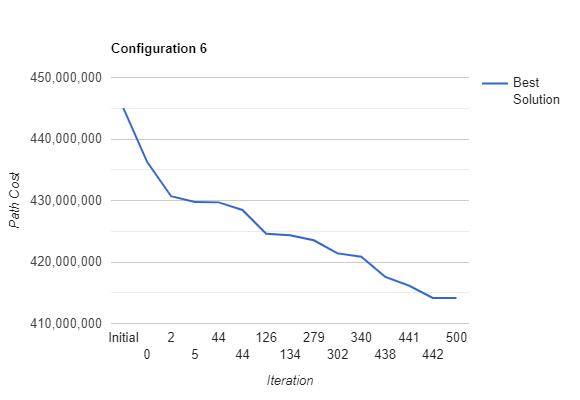 Configuration 6
450,000,000
440,000,000
430,000,000
420,000,000
410,000,000
Path Cost
Initial 2 44 126 279 340 441 500
0 5 44 134 302 438 442
Iteration
Best
Solution